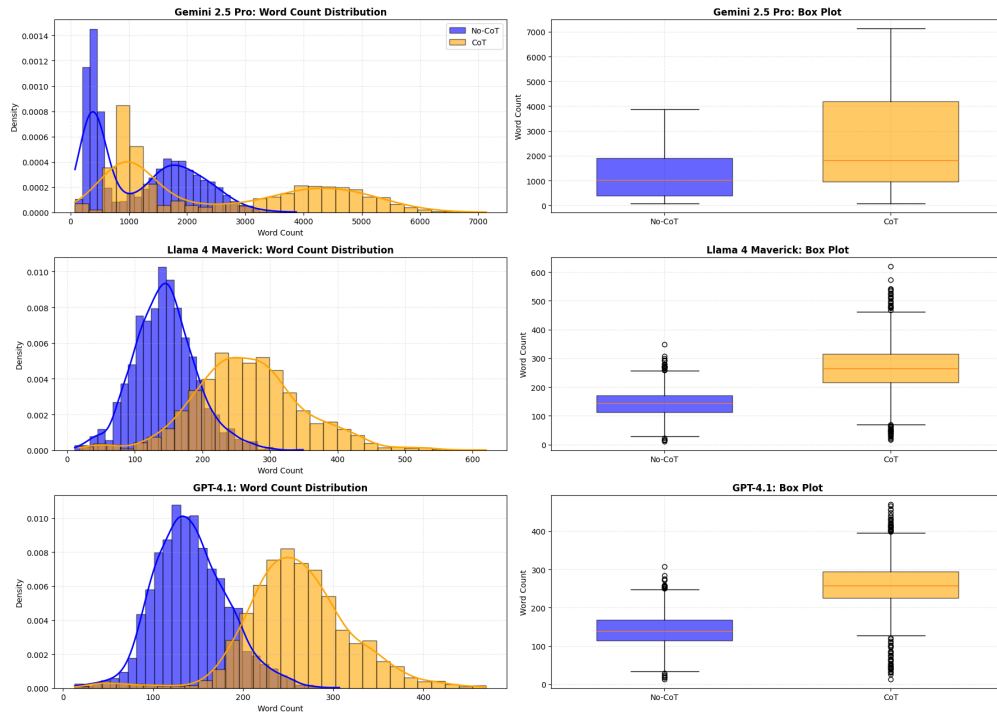 Gemini 2.5 Pro: Word Count Distribution
0.0014
0.0012
0.0010
0.0008
0.0006
0.0004
0.0002
0.0000
Density
No-CoT
CoT
0 1000 2000 3000 4000 5000 6000 7000
Word Count
Gemini 2.5 Pro: Box Plot
7000
6000
5000
4000
3000
2000
1000
0
Word Count
No-CoT CoT
Llama 4 Maverick: Word Count Distribution
0.010
0.008
0.006
0.004
0.002
0.000
Density
0 100 200 300 400 500 600
Word Count
Llama 4 Maverick: Box Plot
600
500
400
300
200
100
0
Word Count
No-CoT CoT
GPT-4.1: Word Count Distribution
0.010
0.008
0.006
0.004
0.002
0.000
Density
0 100 200 300 400
Word Count
GPT-4.1: Box Plot
400
300
200
100
0
Word Count
No-CoT CoT